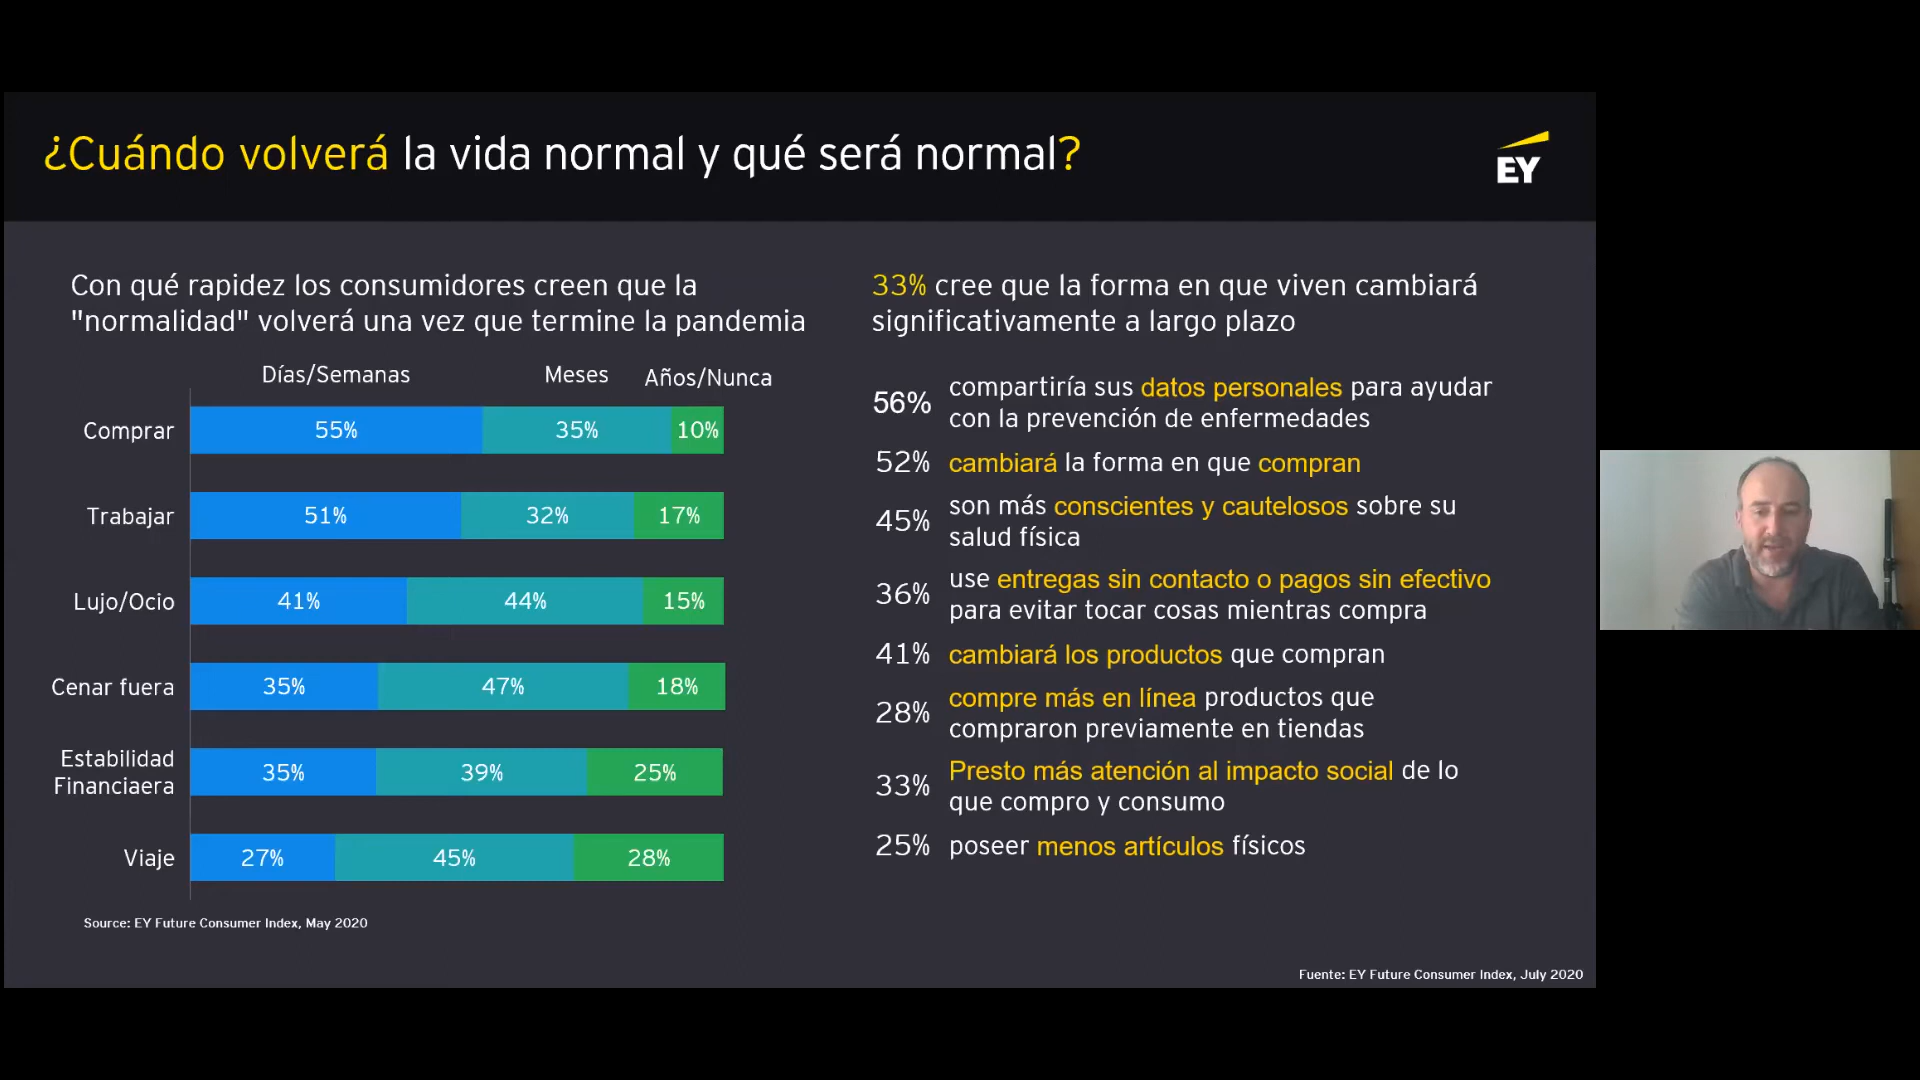 ¿Cuándo volverá la vida normal y qué será normal?
EY
Con qué rapidez los consumidores creen que la
"normalidad" volverá una vez que termine la pandemia
Días/Semanas Meses Años/Nunca
Comprar 55% 35% 10%
Trabajar 51% 32% 17%
Lujo/Ocio 41% 44% 15%
Cenar fuera 35% 47% 18%
Estabilidad
Financiaera 35% 39% 25%
Viaje 27% 45% 28%
Source: EY Future Consumer Index, May 2020
33% cree que la forma en que viven cambiará
significativamente a largo plazo
56% compartiría sus datos personales para ayudar
con la prevención de enfermedades
52% cambiará la forma en que compran
45% son más conscientes y cautelosos sobre su
salud física
36% use entregas sin contacto o pagos sin efectivo
para evitar tocar cosas mientras compra
41% cambiará los productos que compran
28% compre más en línea productos que
compraron previamente en tiendas
33% Presto más atención al impacto social de lo
que compro y consumo
25% poseer menos artículos físicos
Fuente: EY Future Consumer Index, July 2020